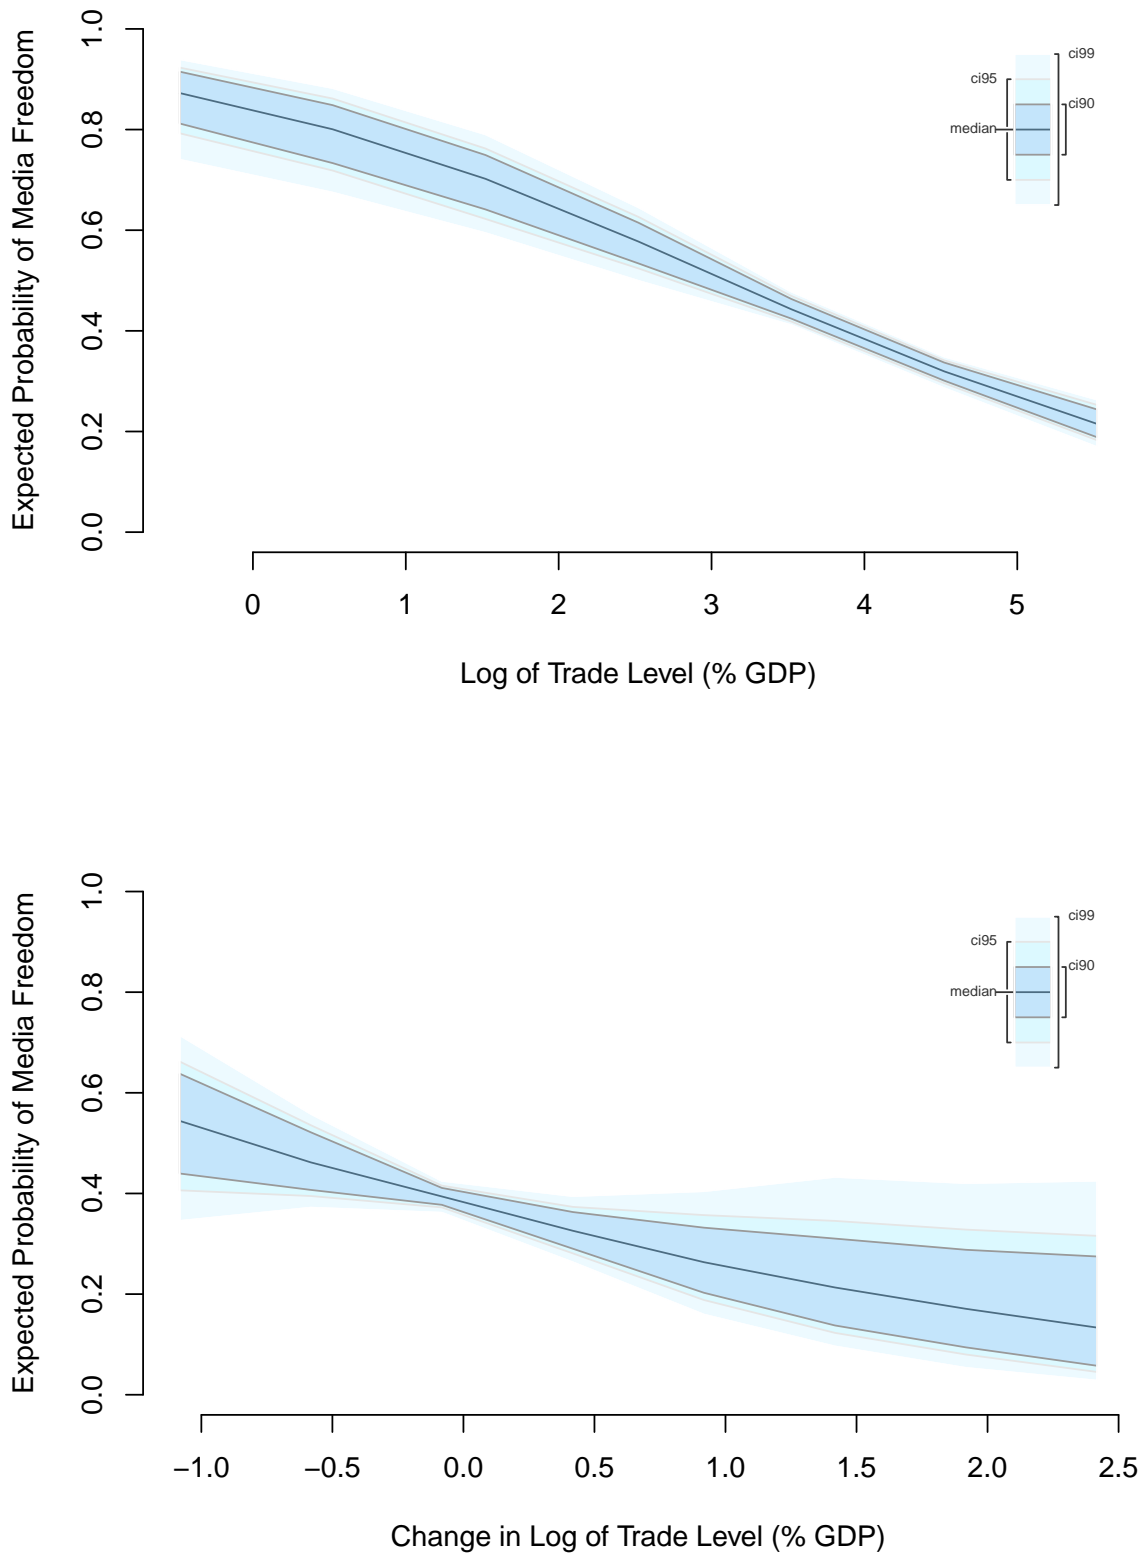 Expected Probability of Media Freedom
1.0
0.8
0.6
0.4
0.2
0.0
ci99
ci95
ci90
median
0 1 2 3 4 5
Log of Trade Level (% GDP)
Expected Probability of Media Freedom
1.0
0.8
0.6
0.4
0.2
0.0
ci99
ci95
ci90
median
−1.0 −0.5 0.0 0.5 1.0 1.5 2.0 2.5
Change in Log of Trade Level (% GDP)